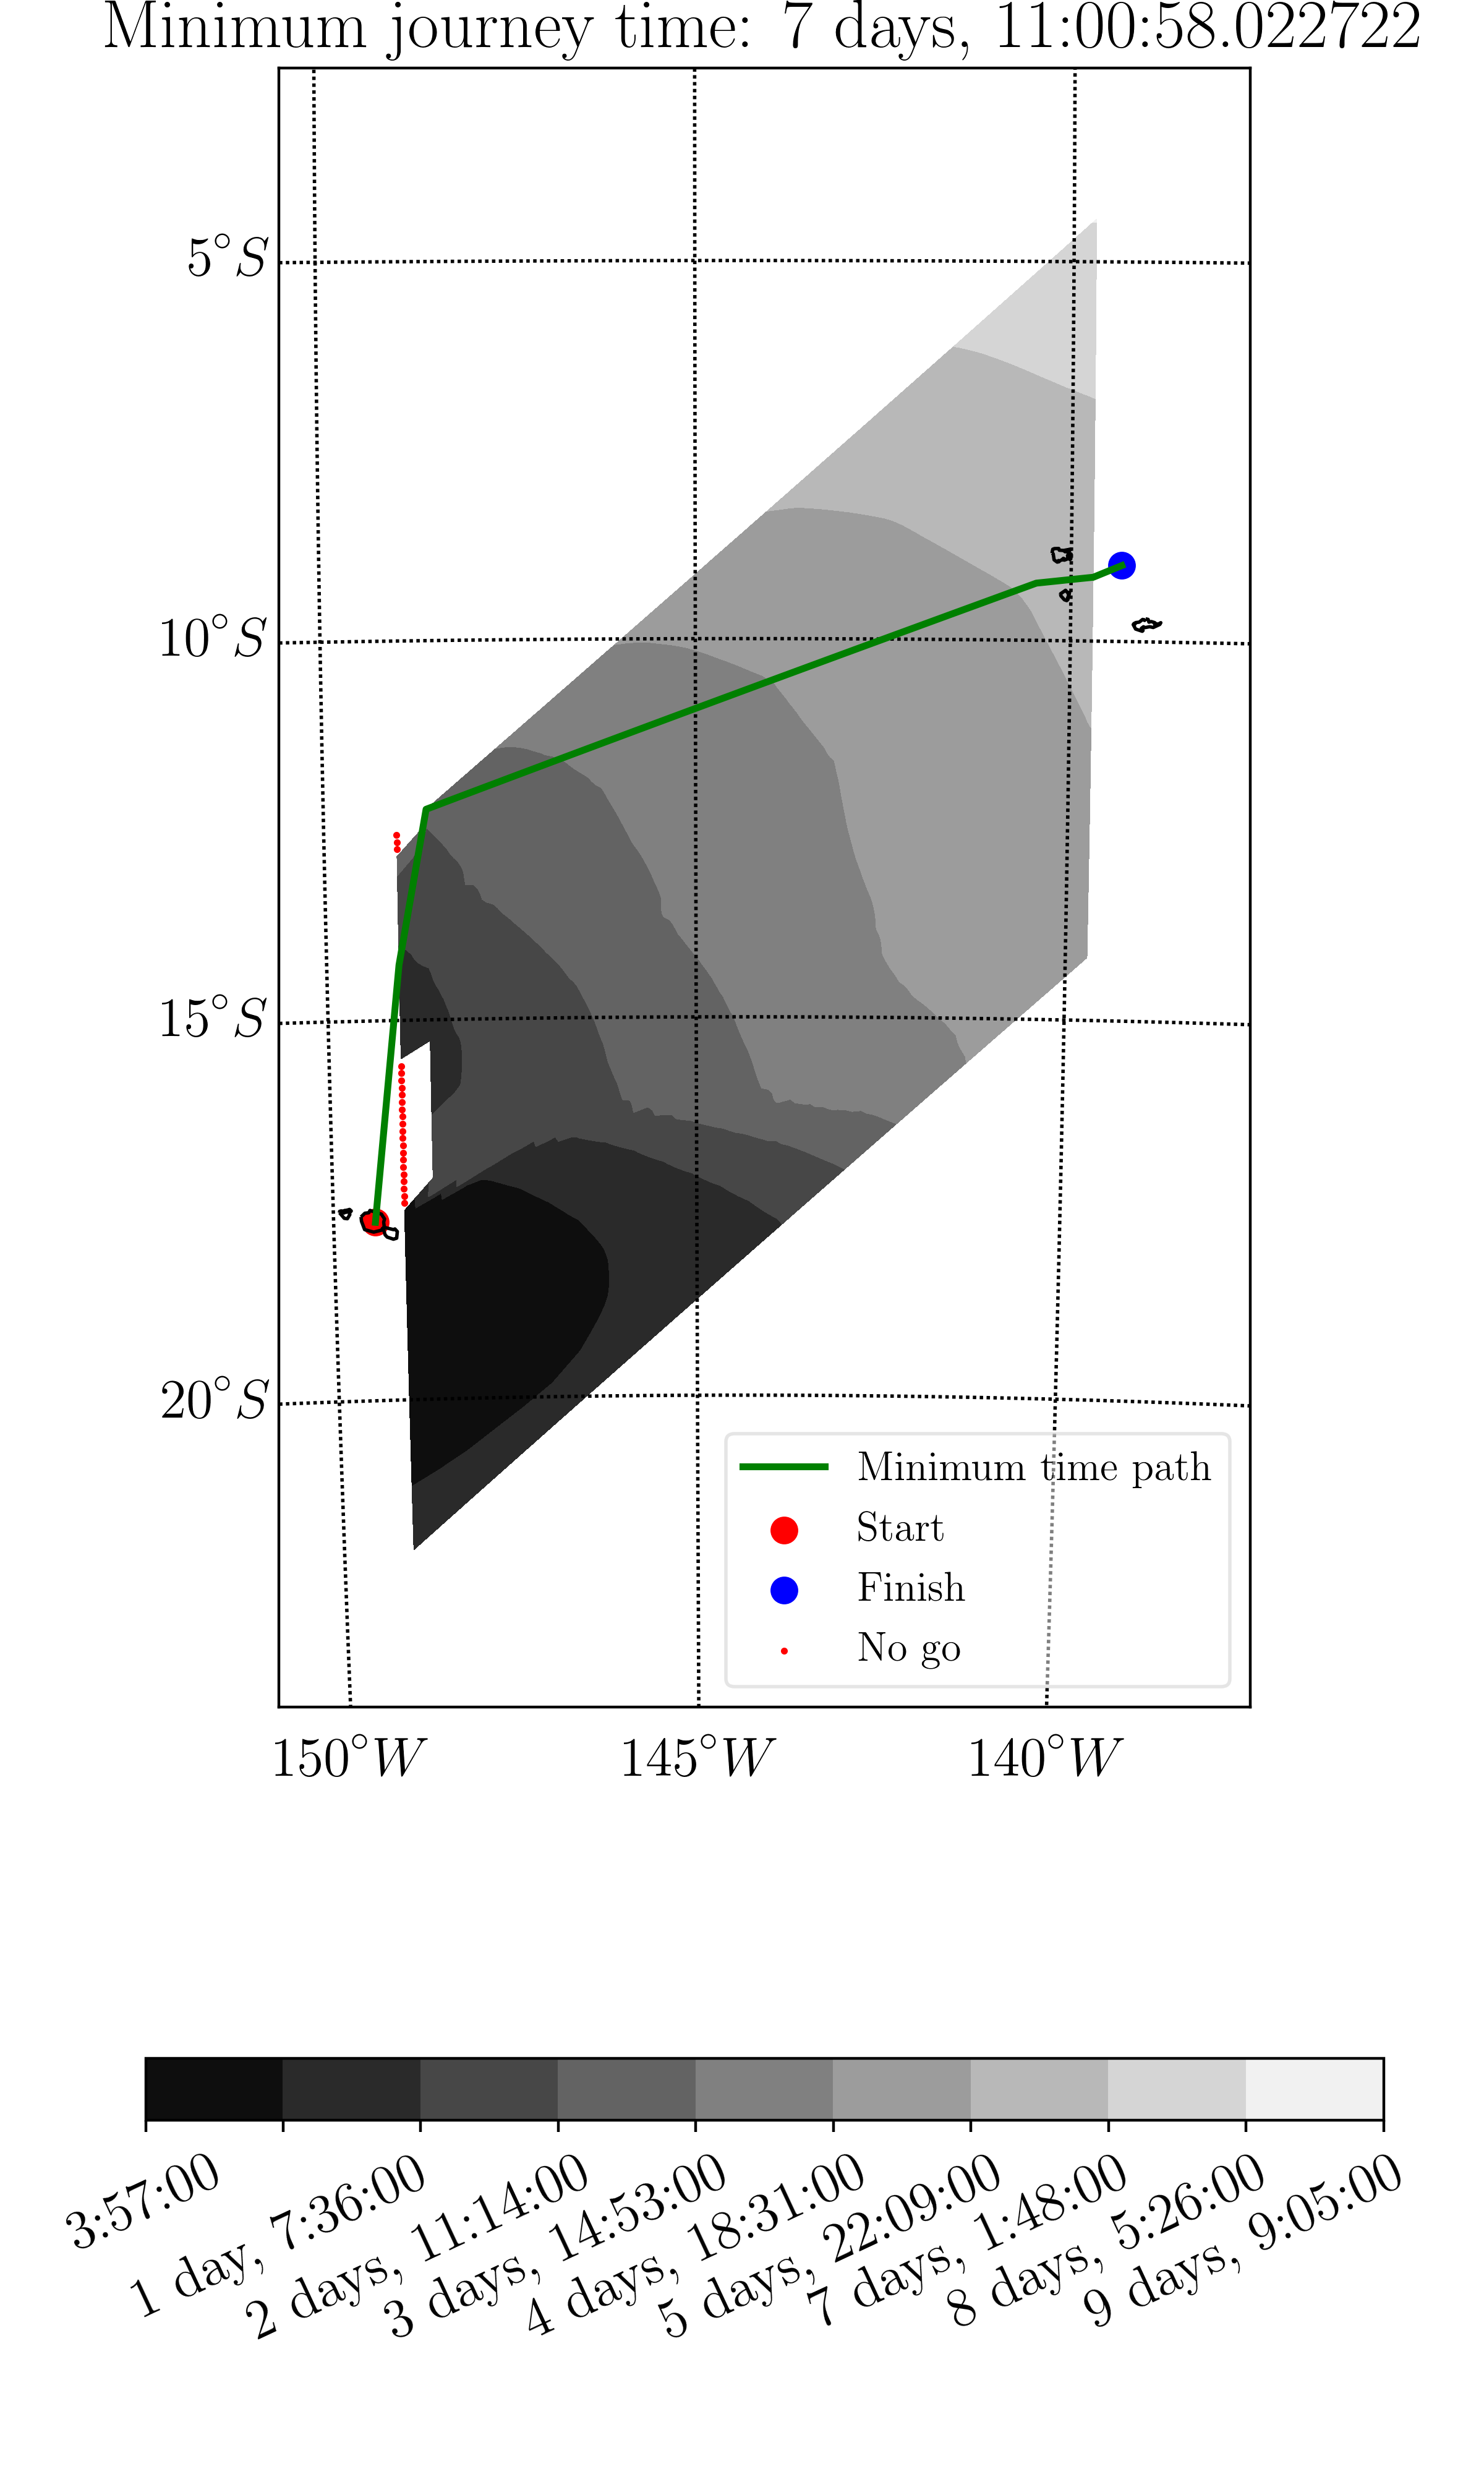 Minimum journey time: 7 days, 11:00:58.022722
5°S
10°S
15°S
20°S
Minimum time path
Start
Finish
No go
150°W
145°W
140°W
3:57:00
1 day, 7:36:00
2 days, 11:14:00
3 days, 14:53:00
4 days, 18:31:00
5 days, 22:09:00
7 days, 1:48:00
8 days, 5:26:00
9 days, 9:05:00